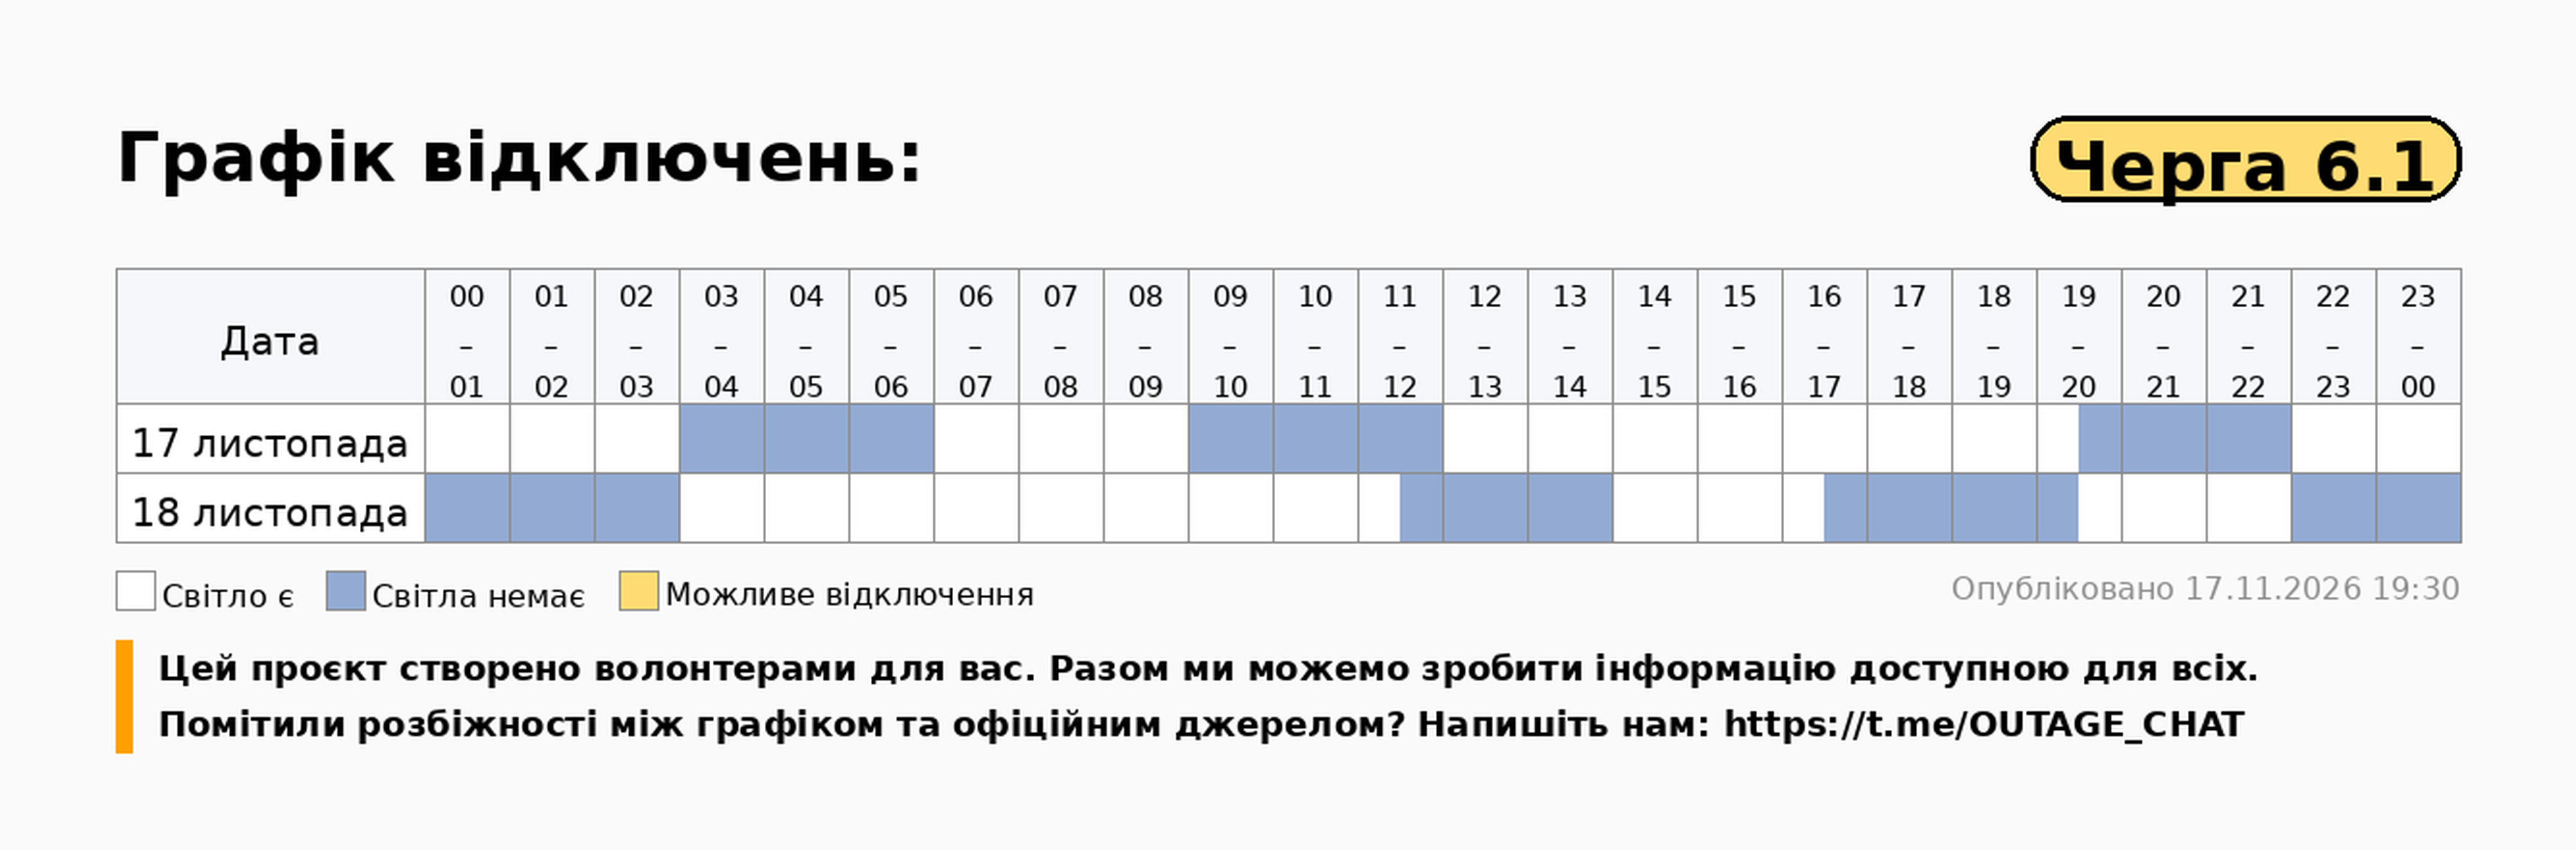 Графік відключень:
Черга 6.1
Дата
00 – 01
01 – 02
02 – 03
03 – 04
04 – 05
05 – 06
06 – 07
07 – 08
08 – 09
09 – 10
10 – 11
11 – 12
12 – 13
13 – 14
14 – 15
15 – 16
16 – 17
17 – 18
18 – 19
19 – 20
20 – 21
21 – 22
22 – 23
23 – 00
17 листопада
18 листопада
Світло є
Світла немає
Можливе відключення
Опубліковано 17.11.2026 19:30
Цей проєкт створено волонтерами для вас. Разом ми можемо зробити інформацію доступною для всіх.
Помітили розбіжності між графіком та офіційним джерелом? Напишіть нам: https://t.me/OUTAGE_CHAT